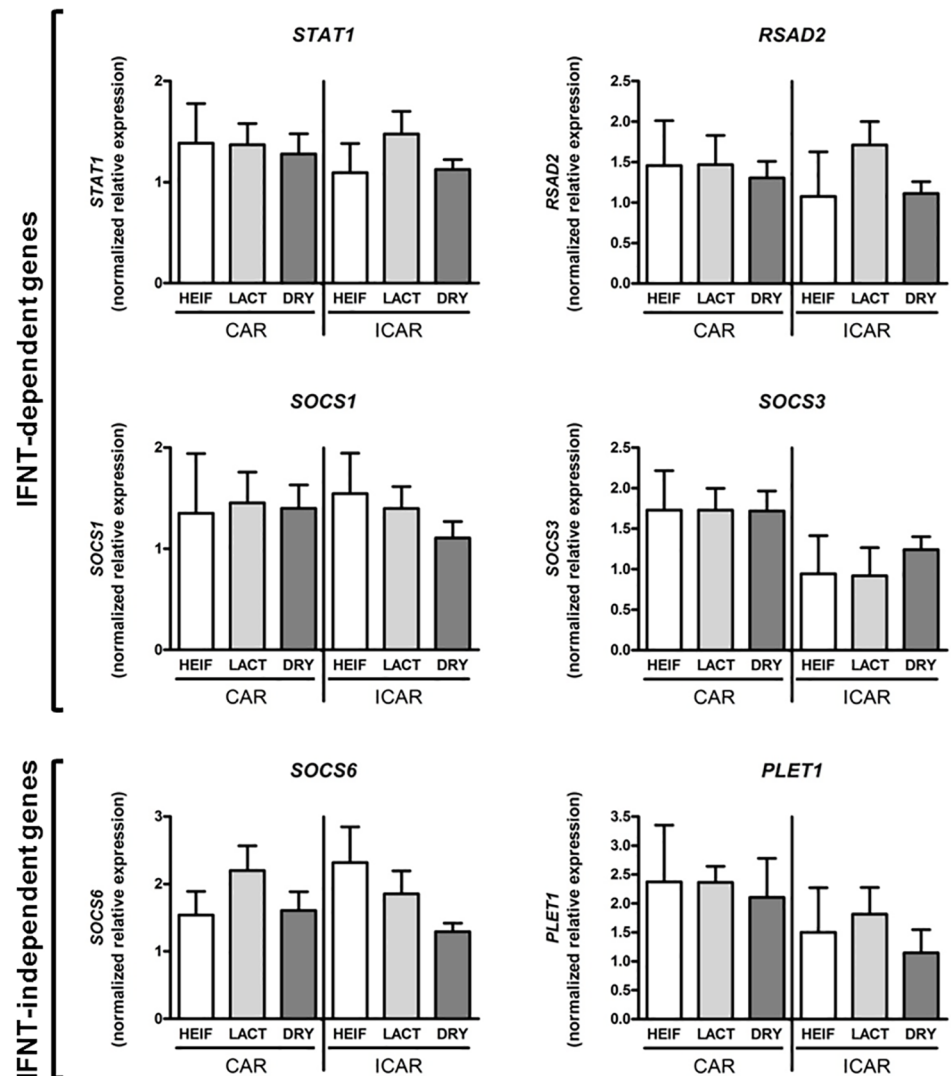 IFNT-dependent genes
STAT1
STAT1
(normalized relative expression)
2
1
0
HEIF LACT DRY HEIF LACT DRY
CAR ICAR
RSAD2
RSAD2
(normalized relative expression)
2.5
2.0
1.5
1.0
0.5
0.0
HEIF LACT DRY HEIF LACT DRY
CAR ICAR
SOCS1
SOCS1
(normalized relative expression)
2
1
0
HEIF LACT DRY HEIF LACT DRY
CAR ICAR
SOCS3
SOCS3
(normalized relative expression)
2.5
2.0
1.5
1.0
0.5
0.0
HEIF LACT DRY HEIF LACT DRY
CAR ICAR
IFNT-independent genes
SOCS6
SOCS6
(normalized relative expression)
3
2
1
0
HEIF LACT DRY HEIF LACT DRY
CAR ICAR
PLET1
PLET1
(normalized relative expression)
3.5
3.0
2.5
2.0
1.5
1.0
0.5
0.0
HEIF LACT DRY HEIF LACT DRY
CAR ICAR